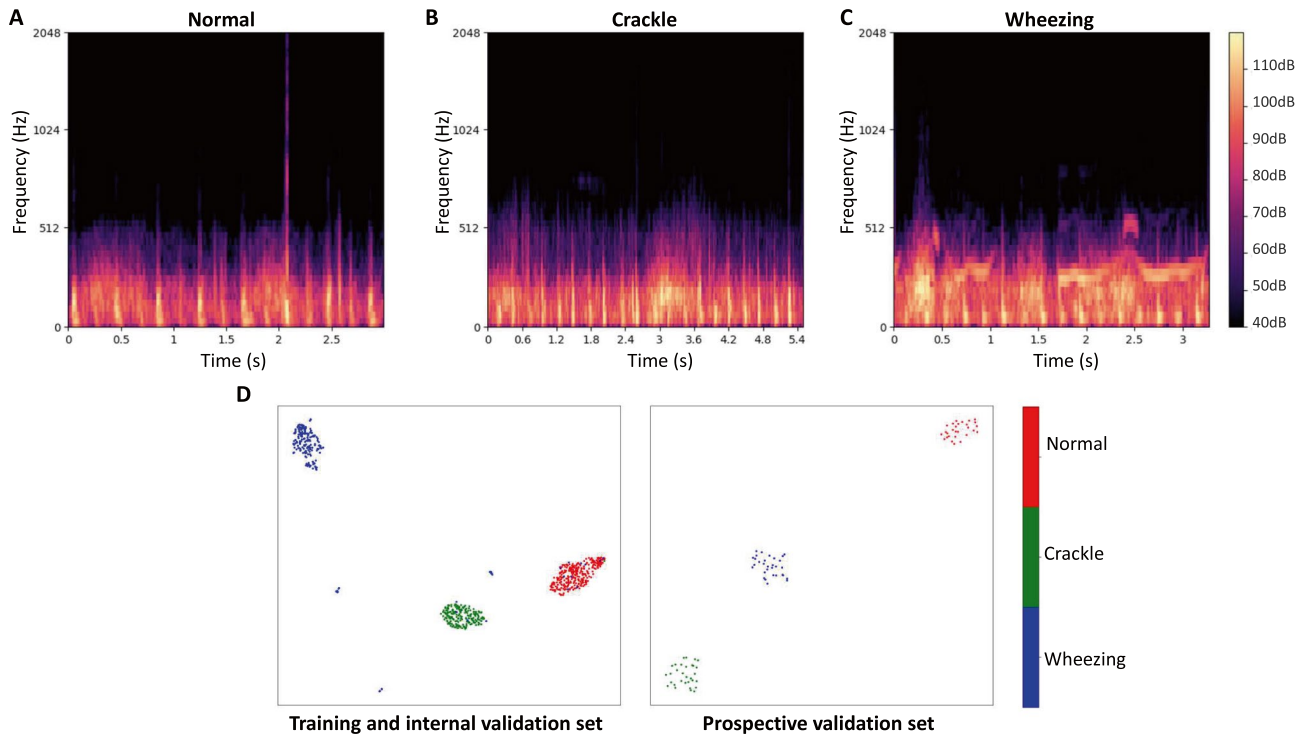 A
Normal
B
Crackle
C
Wheezing
2048
1024
512
0
Frequency (Hz)
0 0.5 1 1.5 2 2.5
Time (s)
2048
1024
512
0
Frequency (Hz)
0 0.6 1.2 1.8 2.4 3 3.6 4.2 4.8 5.4
Time (s)
2048
1024
512
0
Frequency (Hz)
0 0.5 1 1.5 2 2.5 3
Time (s)
110dB
100dB
90dB
80dB
70dB
60dB
50dB
40dB
D
Training and internal validation set
Prospective validation set
Normal
Crackle
Wheezing